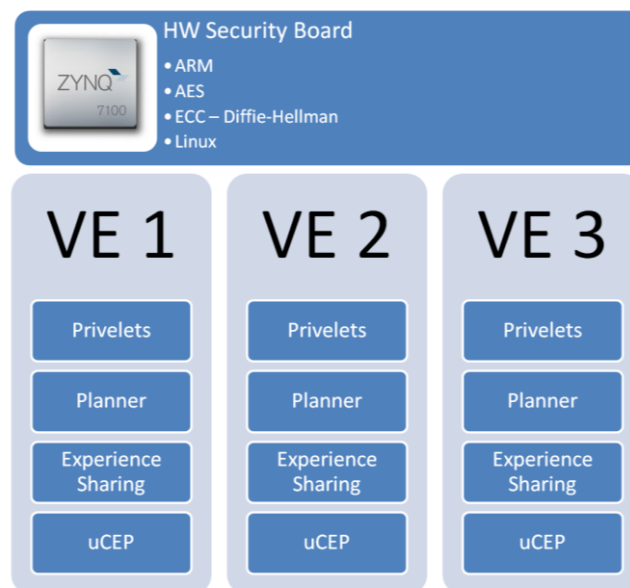 HW Security Board
ZYNQ
7100
• ARM
• AES
• ECC – Diffie-Hellman
• Linux
VE 1
VE 2
VE 3
Privelets
Privelets
Privelets
Planner
Planner
Planner
Experience
Sharing
Experience
Sharing
Experience
Sharing
uCEP
uCEP
uCEP